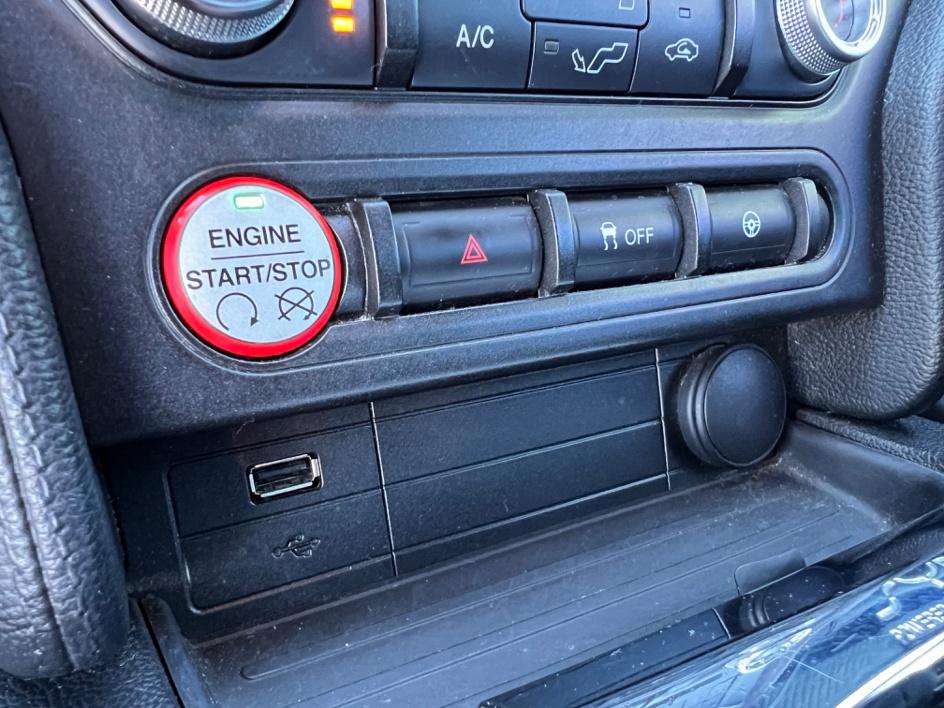 A/C
ENGINE
START/STOP
OFF